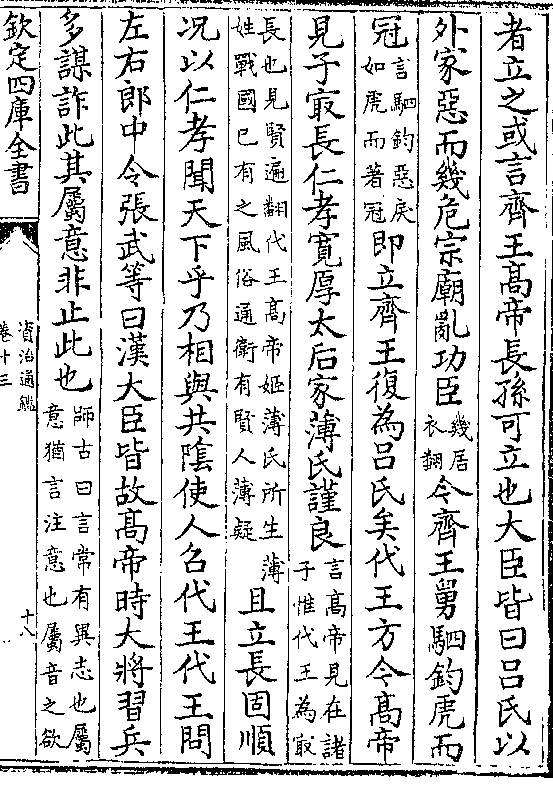 者立之或言齊王髙帝長孫可立也大臣皆曰吕氏以
外家惡而幾危宗廟亂功臣幾居衣翻今齊王舅駟鈞虎而
冠言駟鈞惡戾如虎而著冠即立齊王復為吕氏矣代王方今髙帝
見子㝡長仁孝寛厚太后家薄氏謹良言髙帝見在諸子惟代王為㝡
長也見賢遍翻代王髙帝姬薄氏所生薄姓戰國已有之風俗通衛有賢人薄疑且立長固順
况以仁孝聞天下乎乃相與共隂使人召代王代王問
左右郎中令張武等曰漢大臣皆故髙帝時大將習兵
多謀詐此其屬意非止此也師古曰言常有異志也屬意猶言注意也屬音之欲
欽定四庫全書
資治通鑑
卷十三
十八